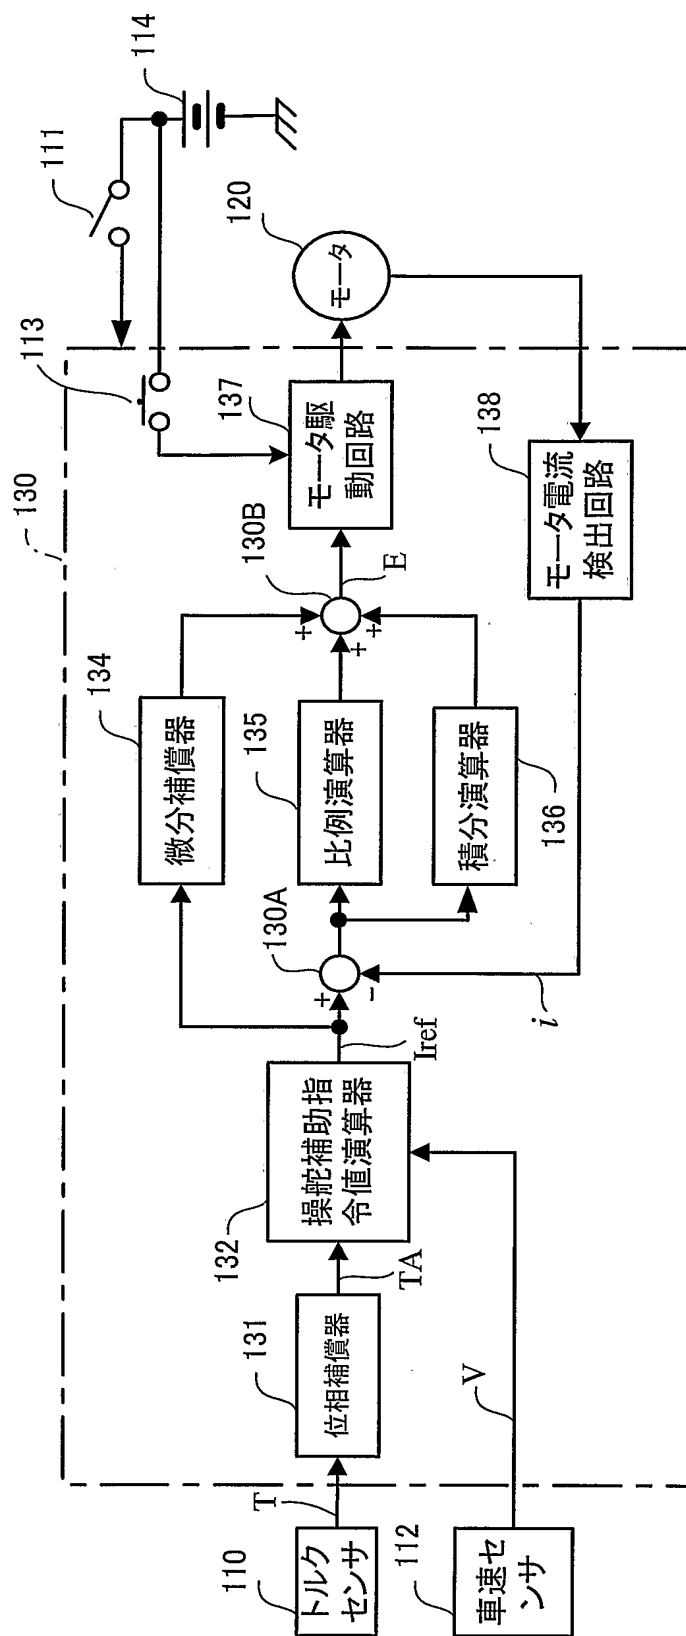 130
110
トルク
センサ
T
131
位相補償器
TA
132
操舵補助指
令値演算器
Iref
112
車速セ
ンサ
V
130A
+
-
134
微分補償器
135
比例演算器
136
積分演算器
130B
+
+
+
E
137
モータ駆
動回路
113
111
114
120
モータ
138
モータ電流
検出回路
i